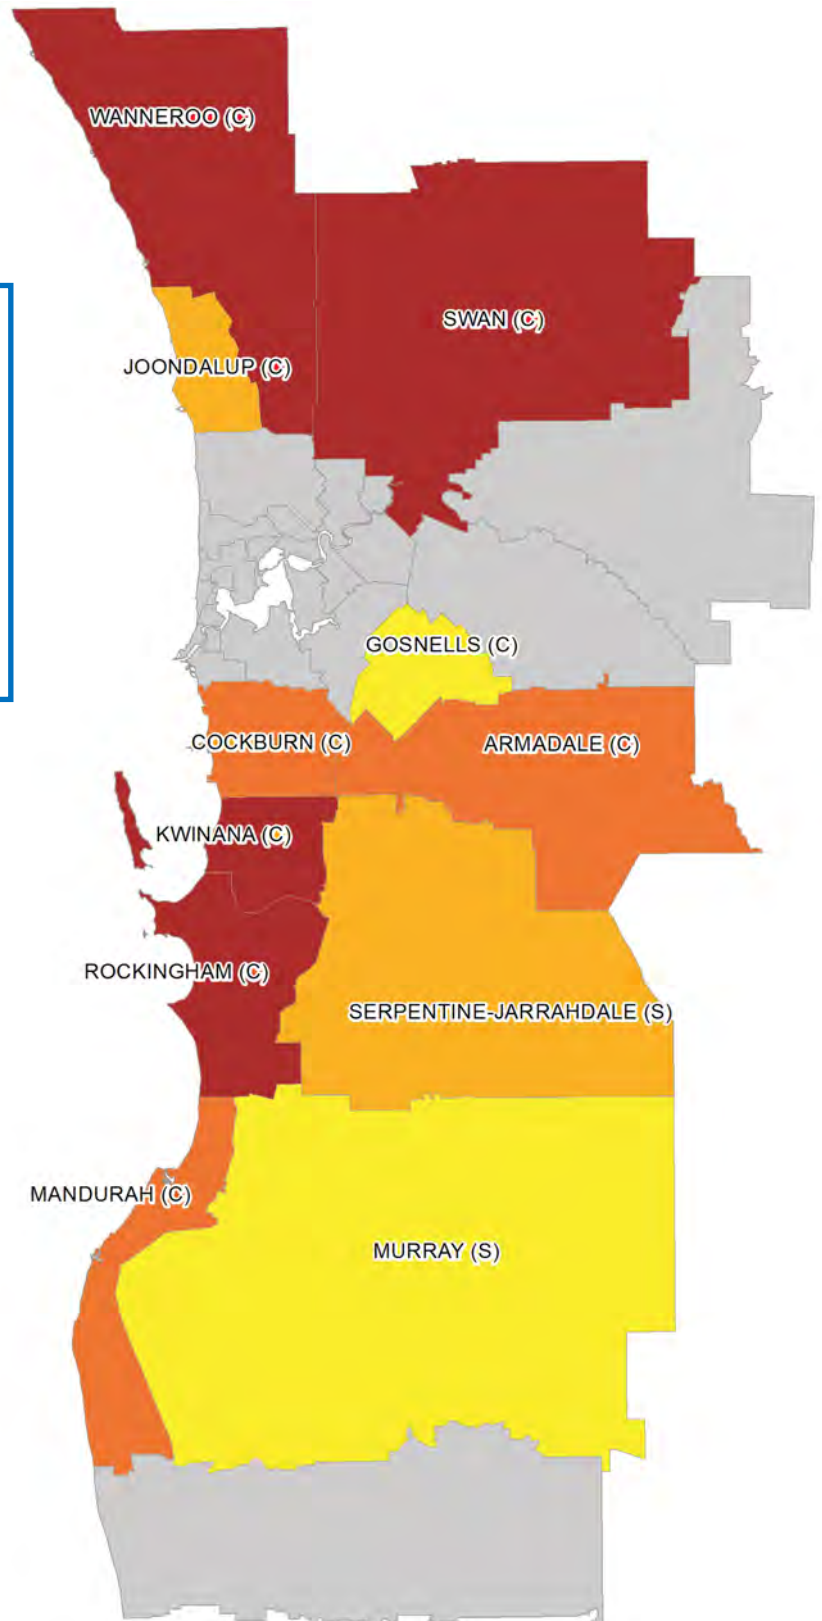 WANNEROO (C)
SWAN (C)
JOONDALUP (C)
GOSNELLS (C)
COCKBURN (C)
ARMADALE (C)
KWINANA (C)
ROCKINGHAM (C)
SERPENTINE-JARRAHDALE (S)
MANDURAH (C)
MURRAY (S)